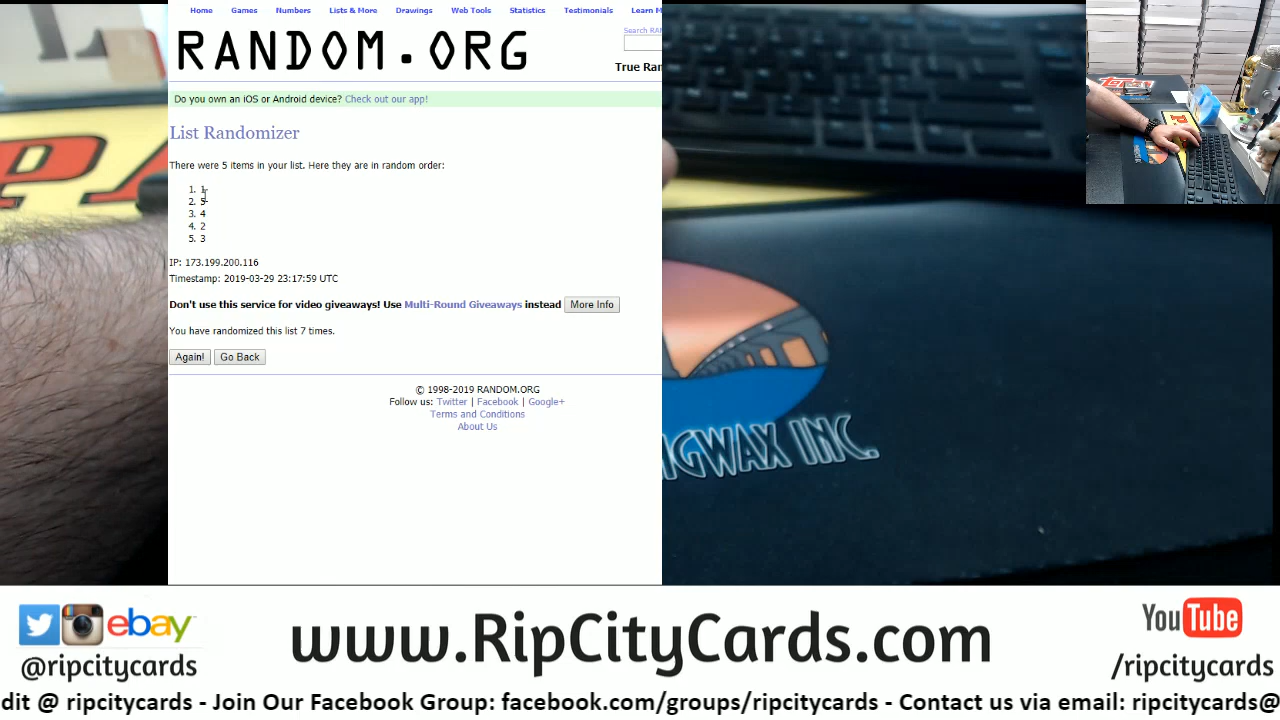 Home Games Numbers Lists & More Drawings Web Tools Statistics Testimonials Learn M
RANDOM.ORG
Search RA
True Ran
Do you own an iOS or Android device? Check out our app!
List Randomizer
There were 5 items in your list. Here they are in random order:
1. 1
2. 5
3. 4
4. 2
5. 3
IP: 173.199.200.116
Timestamp: 2019-03-29 23:17:59 UTC
Don't use this service for video giveaways! Use Multi-Round Giveaways instead More Info
You have randomized this list 7 times.
Again! Go Back
© 1998-2019 RANDOM.ORG
Follow us: Twitter | Facebook | Google+
Terms and Conditions
About Us
IGWAX INC.
ebay
@ripcitycards
www.RipCityCards.com
YouTube
/ripcitycards
dit @ ripcitycards - Join Our Facebook Group: facebook.com/groups/ripcitycards - Contact us via email: ripcitycards@